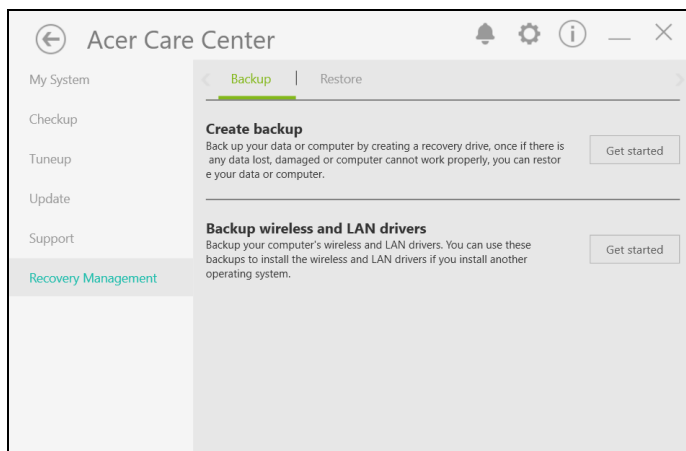 Acer Care Center
My System
Checkup
Tuneup
Update
Support
Recovery Management
Backup
Restore
Create backup
Back up your data or computer by creating a recovery drive, once if there is
any data lost, damaged or computer cannot work properly, you can restor
e your data or computer.
Get started
Backup wireless and LAN drivers
Backup your computer's wireless and LAN drivers. You can use these
backups to install the wireless and LAN drivers if you install another
operating system.
Get started